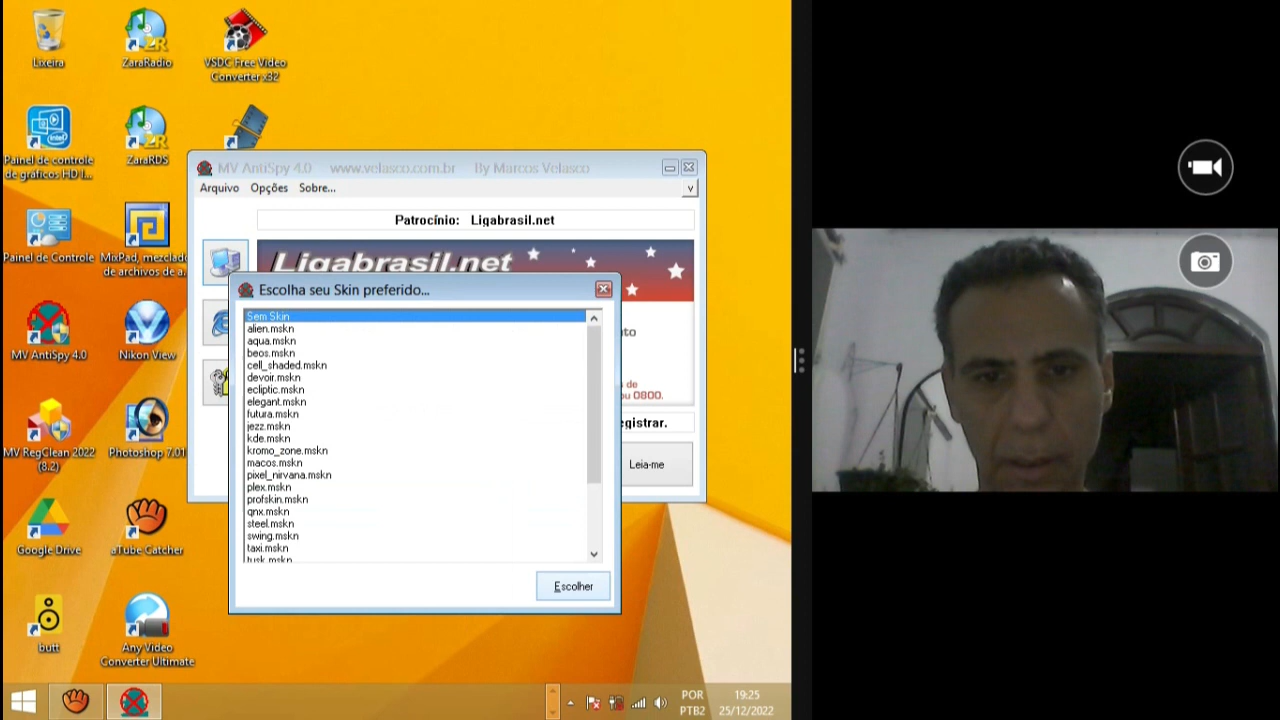 Lixeira
ZaraRadio
VSDC Free Video
Converter x32
Painel de controle
de gráficos HD I...
ZaraRDS
Painel de Controle
MixPad, mezclado
de archivos de a...
MV AntiSpy 4.0
Nikon View
MV RegClean 2022
(8.2)
Photoshop 7.01
Google Drive
aTube Catcher
butt
Any Video
Converter Ultimate
MV AntiSpy 4.0 www.velasco.com.br By Marcos Velasco
Arquivo Opções Sobre...
Patrocínio: Ligabrasil.net
Ligabrasil.net
de
0800.
Leia-me
Escolha seu Skin preferido...
Sem Skin
alien.mskn
aqua.mskn
beos.mskn
cell_shaded.mskn
devoir.mskn
ecliptic.mskn
elegant.mskn
futura.mskn
jezz.mskn
kde.mskn
kromo_zone.mskn
macos.mskn
pixel_nirvana.mskn
plex.mskn
profskin.mskn
qnx.mskn
steel.mskn
swing.mskn
taxi.mskn
tusk.mskn
Escolher
POR 19:25
PTB2 25/12/2022